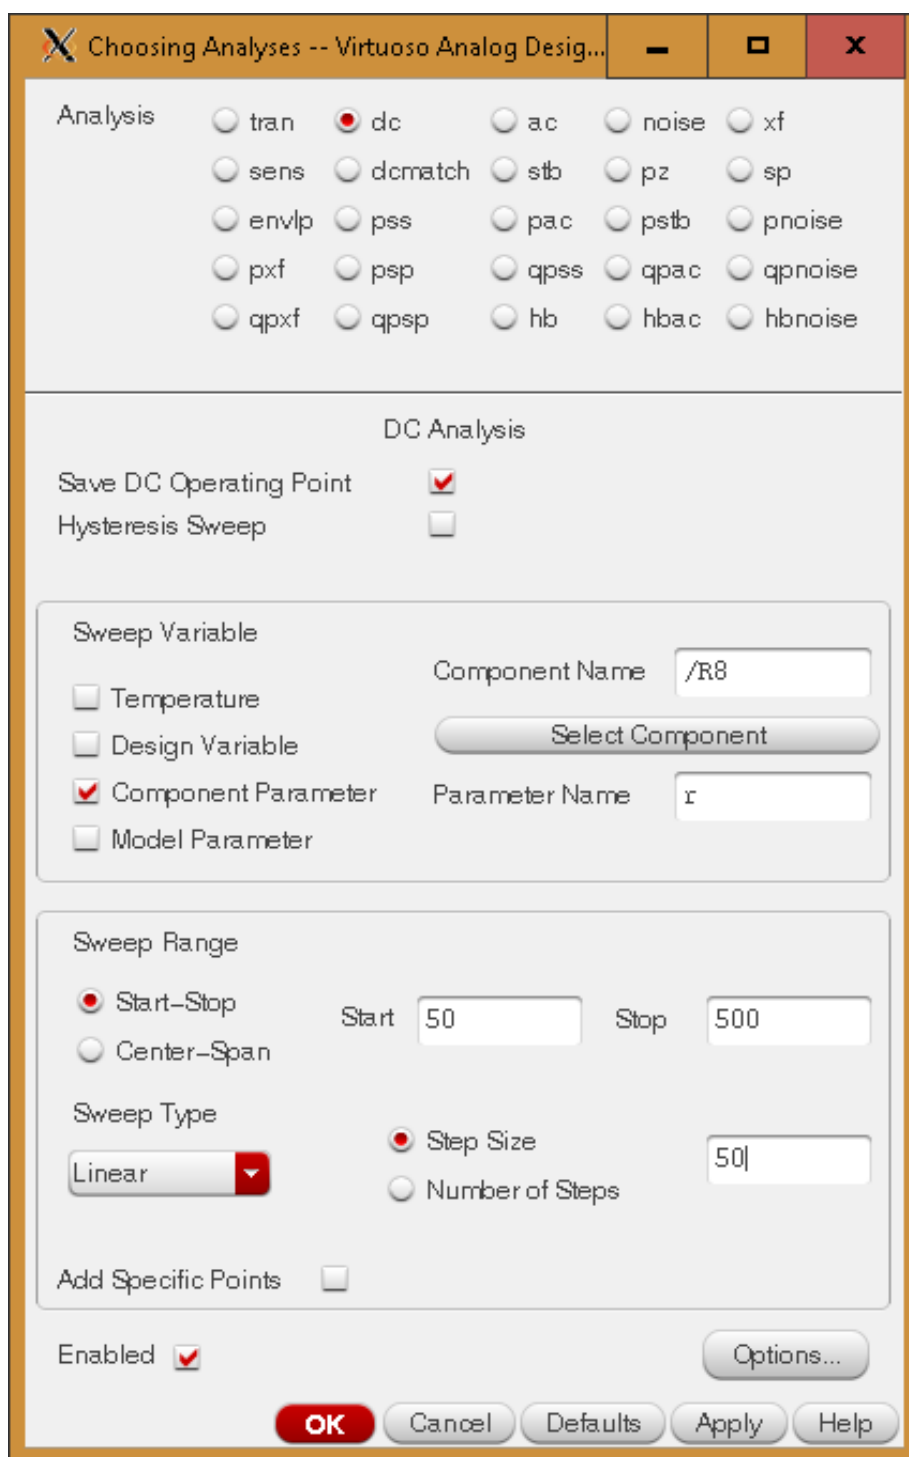 Choosing Analyses -- Virtuoso Analog Desig...
Analysis tran dc ac noise xf
sens dcmatch stb pz sp
envlp pss pac pstb pnoise
pxf psp qpss qpac qpnoise
qpxf qpsp hb hbac hbnoise
DC Analysis
Save DC Operating Point
Hysteresis Sweep
Sweep Variable
Component Name /R8
Temperature
Select Component
Design Variable
Component Parameter Parameter Name r
Model Parameter
Sweep Range
Start-Stop Start 50 Stop 500
Center-Span
Sweep Type
Step Size 50
Linear
Number of Steps
Add Specific Points
Enabled Options...
OK Cancel Defaults Apply Help